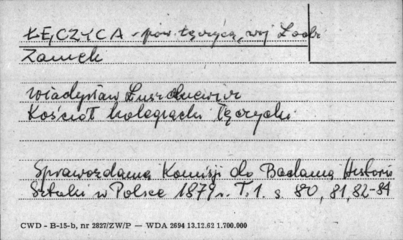 ŁĘCZYCA - pow. Łęczyca, woj. Łódź
Zamek
Władysław Łuszczkiewicz
Kościół kolegiacki Łęczycki
Sprawozdania Komisji do Badania Historii
Sztuki w Polsce 1879 r. T. 1. s 80, 81, 82-84
CWD - B-15-b, nr 2827/ZW/P — WDA 2694 13.12.62 1.700.000